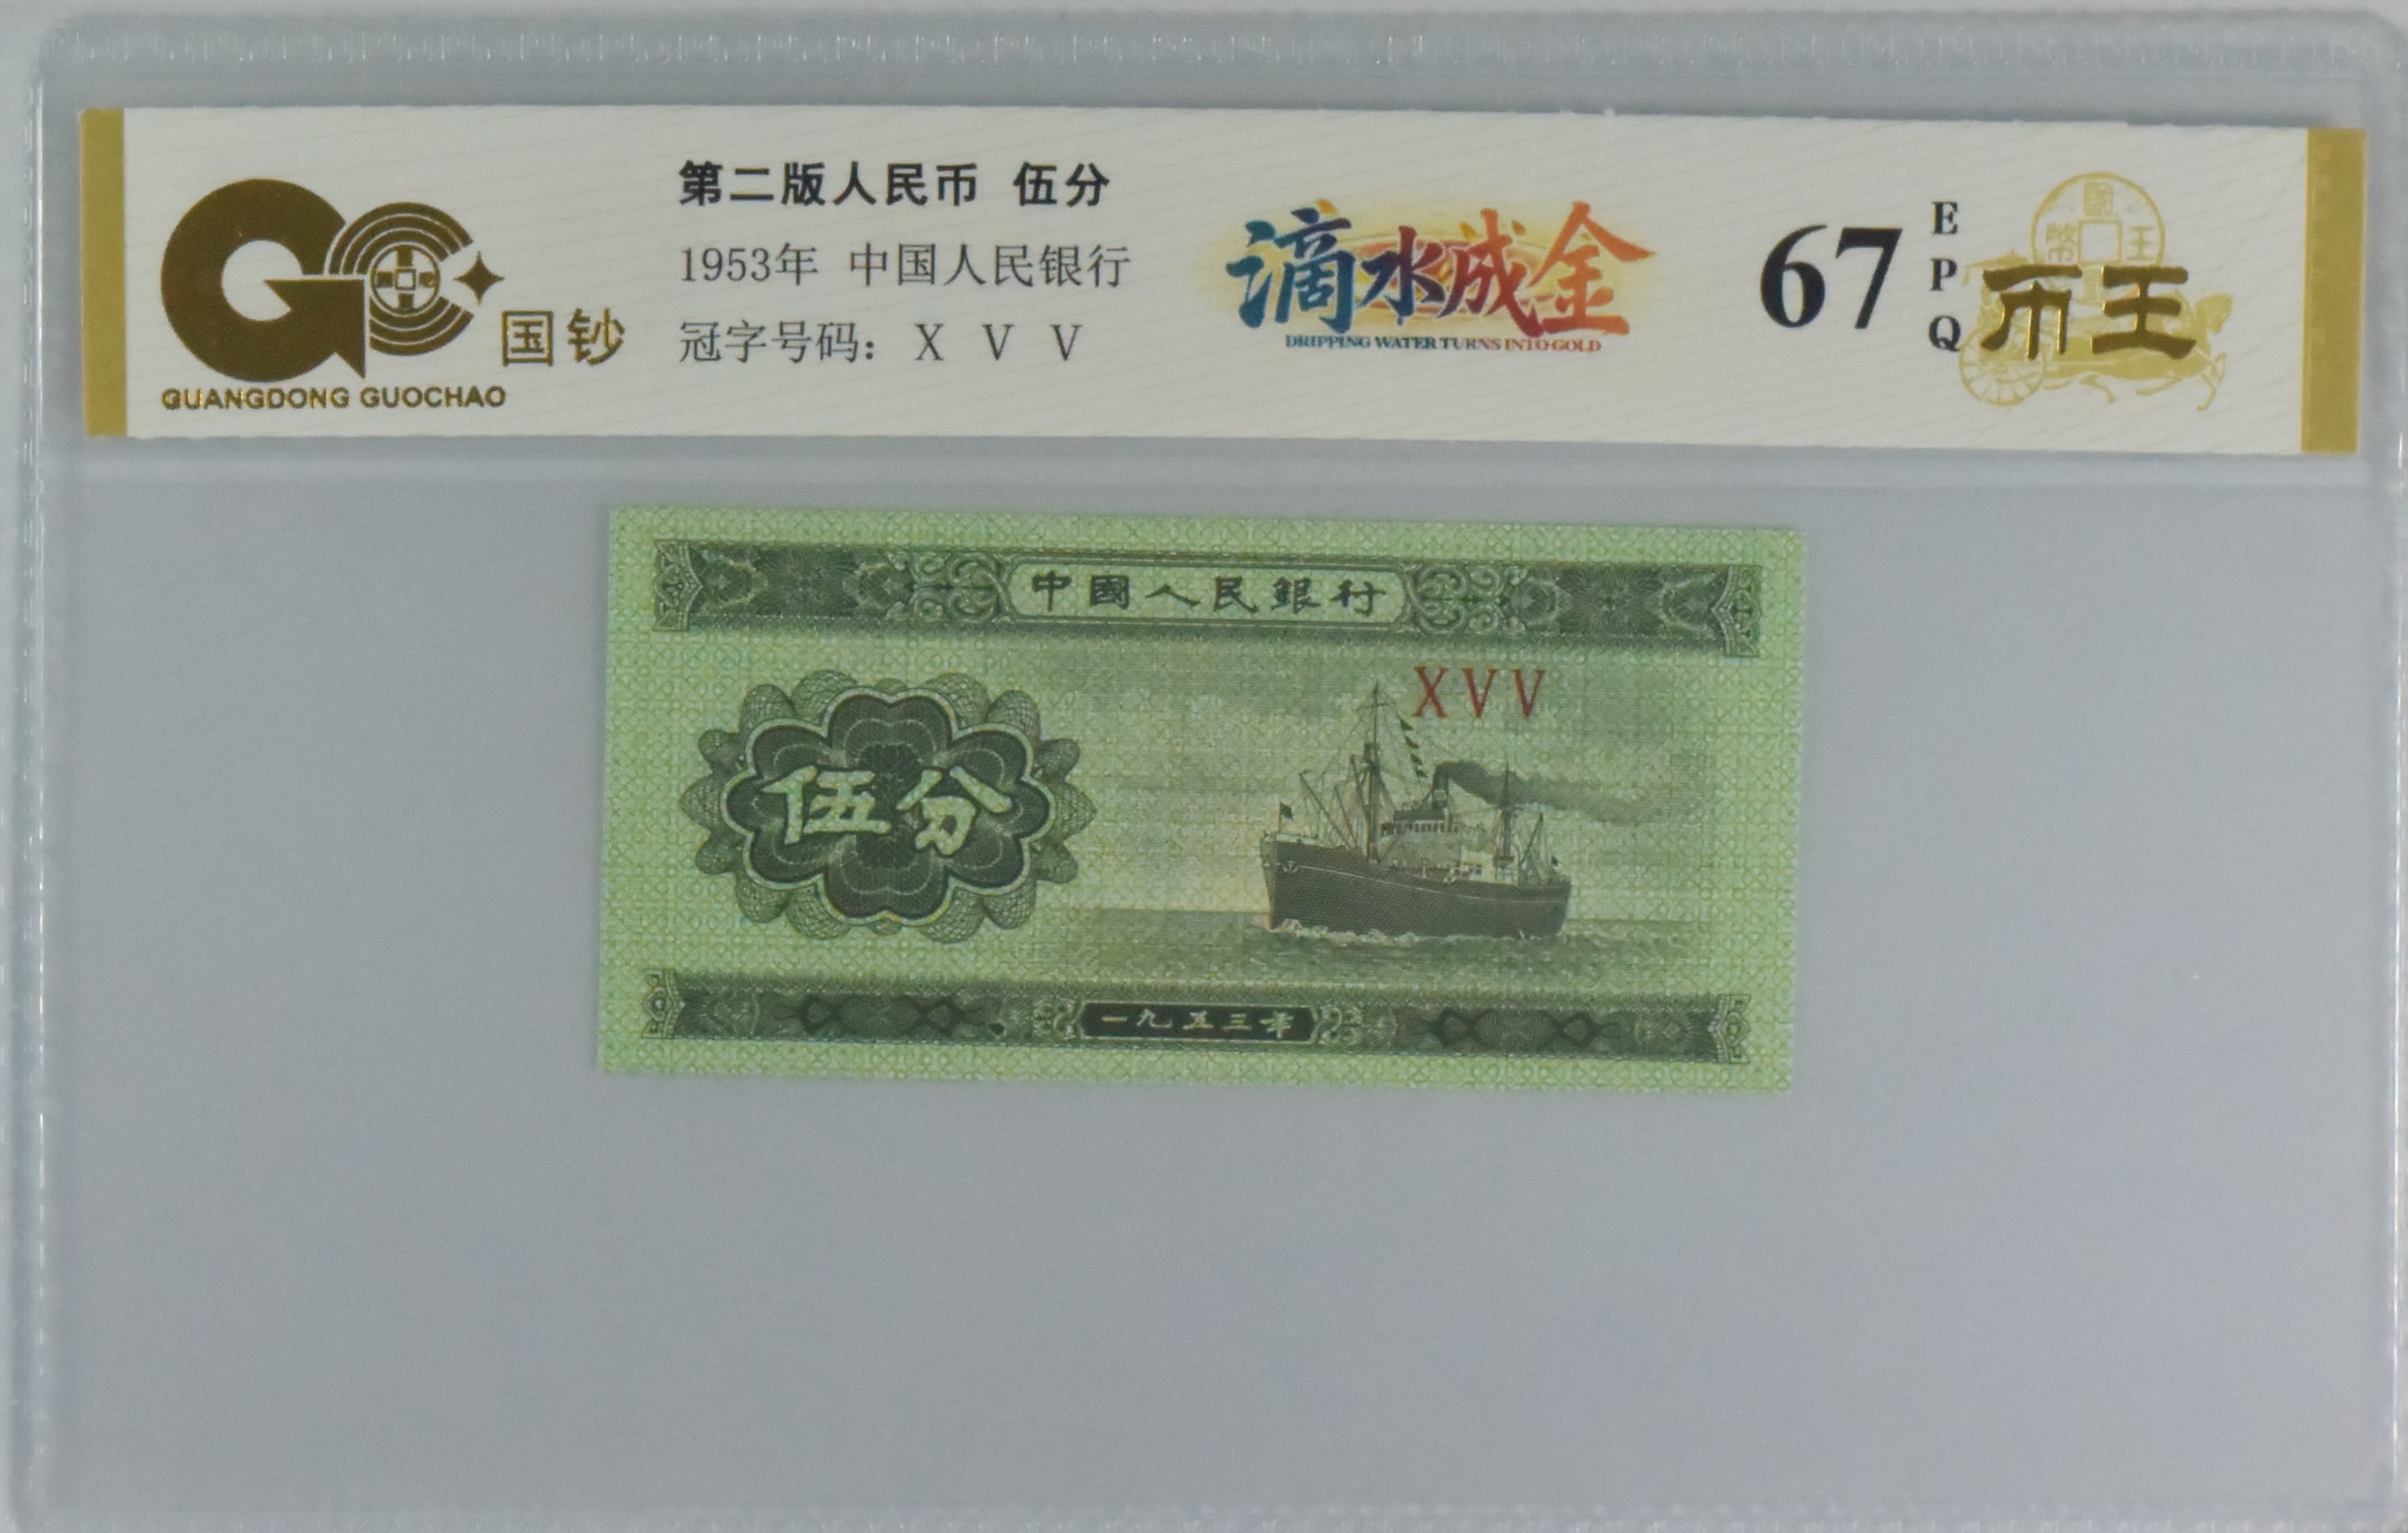 第二版人民币 伍分
1953年 中国人民银行
冠字号码: X V V
国钞
GUANGDONG GUOCHAO
滴水成金
DRIPPING WATER TURNS INTO GOLD
67
E
P
Q
币王
中國人民銀行
XVV
伍分
一九五三年